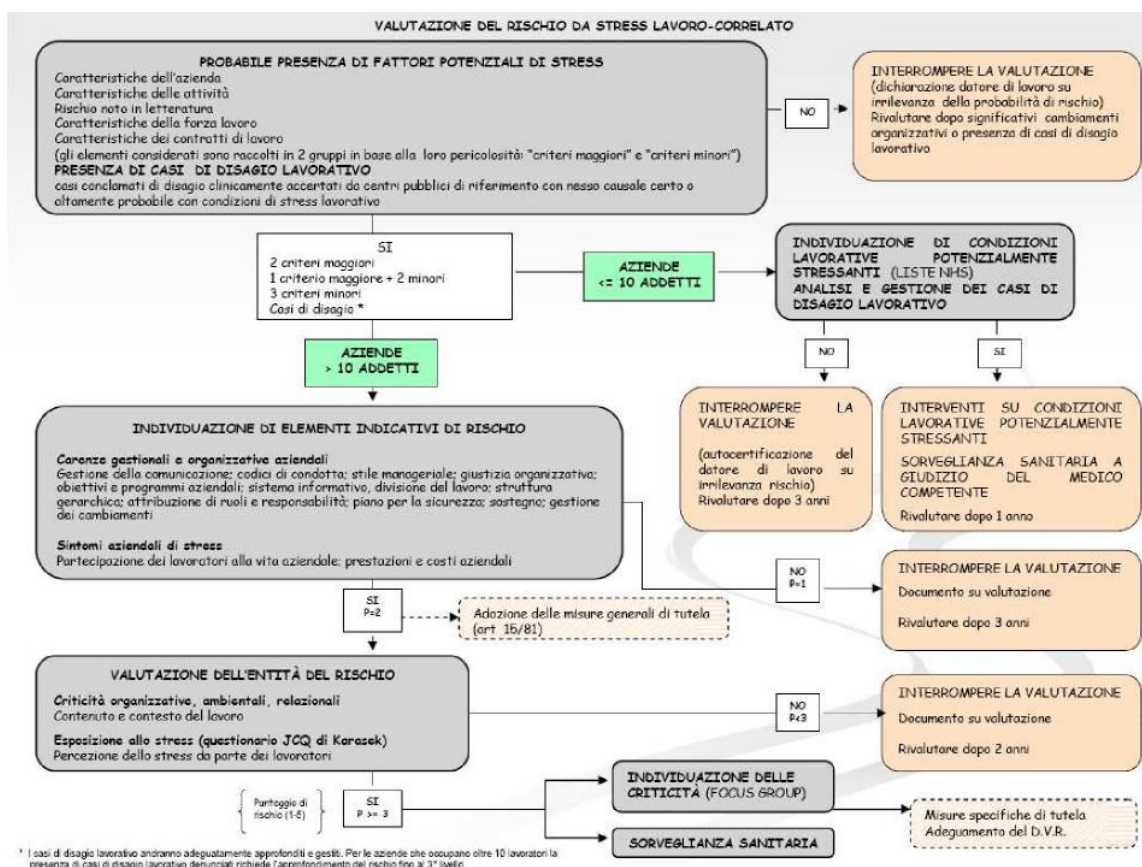 VALUTAZIONE DEL RISCHIO DA STRESS LAVORO-CORRELATO
PROBABILE PRESENZA DI FATTORI POTENZIALI DI STRESS
Caratteristiche dell'azienda
Caratteristiche delle attività
Rischio noto in letteratura
Caratteristiche della forza lavoro
Caratteristiche dei contratti di lavoro
(gli elementi considerati sono raccolti in 2 gruppi in base alla loro pericolosità: "criteri maggiori" e "criteri minori")
PRESENZA DI CASI DI DISAGIO LAVORATIVO
casi conclamati di disagio clinicamente accertati da centri pubblici di riferimento con nesso causale certo o
altamente probabile con condizioni di stress lavorativo
NO
INTERROMPERE LA VALUTAZIONE
(dichiarazione datore di lavoro su
irrilevanza della probabilità di rischio)
Rivalutare dopo significativi cambiamenti
organizzativi o presenza di casi di disagio
lavorativo
SI
2 criteri maggiori
1 criterio maggiore + 2 minori
3 criteri minori
Casi di disagio *
AZIENDE
<= 10 ADDETTI
INDIVIDUAZIONE DI CONDIZIONI
LAVORATIVE POTENZIALMENTE
STRESSANTI (LISTE NHS)
ANALISI E GESTIONE DEI CASI DI
DISAGIO LAVORATIVO
AZIENDE
> 10 ADDETTI
NO
SI
INTERROMPERE LA
VALUTAZIONE
(autocertificazione del
datore di lavoro su
irrilevanza rischio)
Rivalutare dopo 3 anni
INTERVENTI SU CONDIZIONI
LAVORATIVE POTENZIALMENTE
STRESSANTI
SORVEGLIANZA SANITARIA A
GIUDIZIO DEL MEDICO
COMPETENTE
Rivalutare dopo 1 anno
INDIVIDUAZIONE DI ELEMENTI INDICATIVI DI RISCHIO
Carenze gestionali e organizzative aziendali
Gestione della comunicazione; codici di condotta; stile manageriale; giustizia organizzativa;
obiettivi e programmi aziendali; sistema informativo, divisione del lavoro; struttura
gerarchica; attribuzione di ruoli e responsabilità; piano per la sicurezza; sostegno; gestione
dei cambiamenti
Sintomi aziendali di stress
Partecipazione dei lavoratori alla vita aziendale; prestazioni e costi aziendali
NO
P=1
INTERROMPERE LA VALUTAZIONE
Documento su valutazione
Rivalutare dopo 3 anni
SI
P=2
Adozione delle misure generali di tutela
(art 15/81)
VALUTAZIONE DELL'ENTITÀ DEL RISCHIO
Criticità organizzative, ambientali, relazionali
Contenuto e contesto del lavoro
Esposizione allo stress (questionario JCQ di Karasek)
Percezione dello stress da parte dei lavoratori
NO
P<3
INTERROMPERE LA VALUTAZIONE
Documento su valutazione
Rivalutare dopo 2 anni
Punteggio di
rischio
SI
P >= 3
INDIVIDUAZIONE DELLE
CRITICITÀ (FOCUS GROUP)
SORVEGLIANZA SANITARIA
Misure specifiche di tutela
Adeguamento del D.V.R.
* I casi di disagio lavorativo andranno adeguatamente approfonditi e gestiti. Per le aziende che occupano oltre 10 lavoratori la
presenza di casi di disagio lavorativo denunciati richiede l'approfondimento del rischio fino al 3° livello